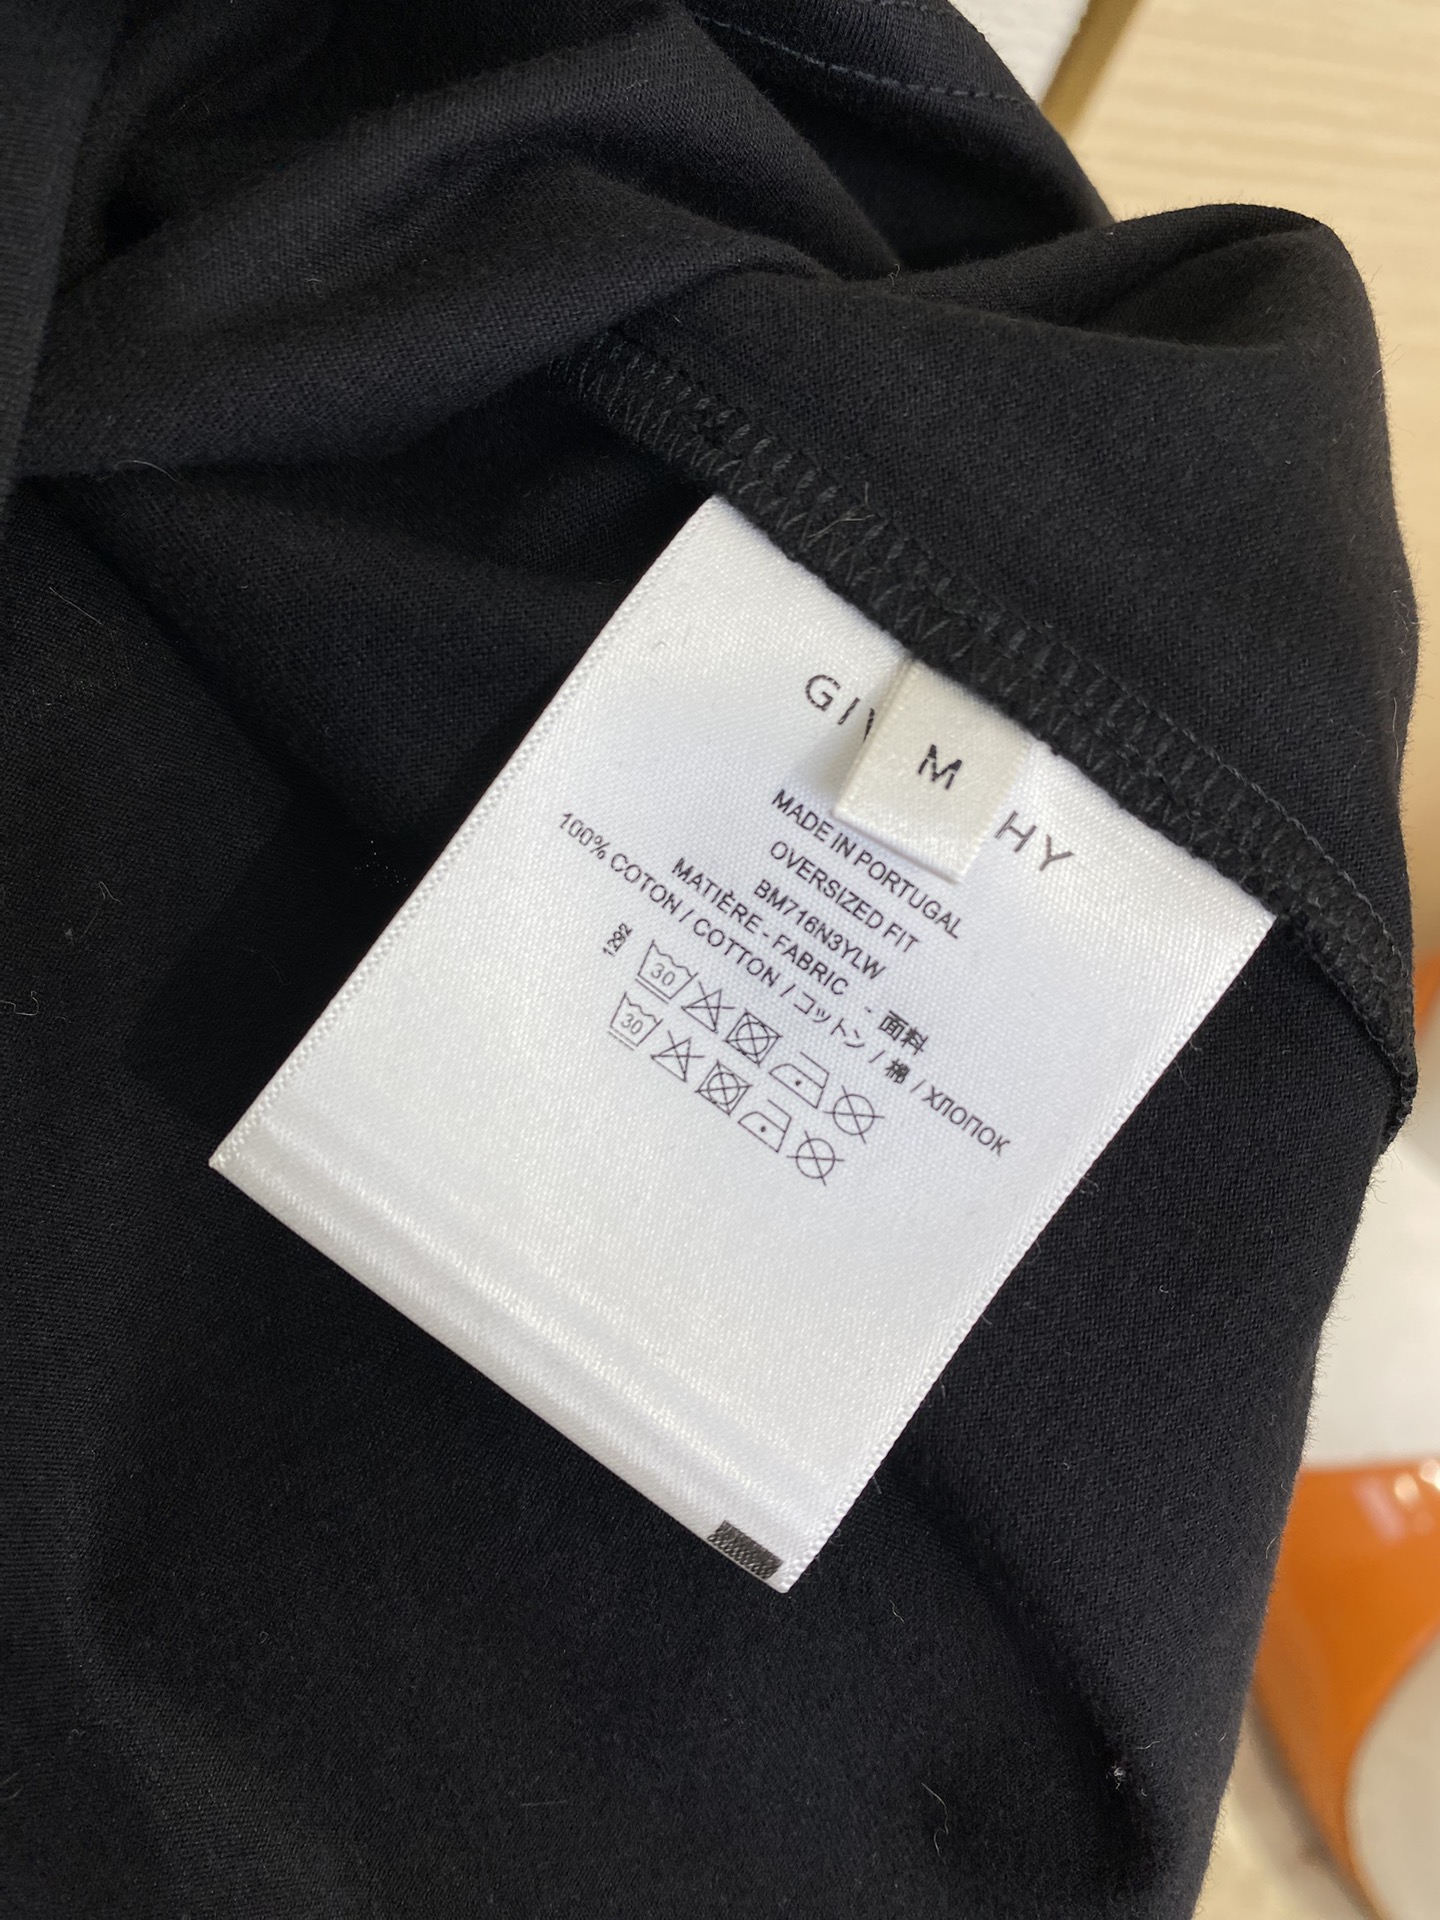 GIV HY
M
MADE IN PORTUGAL
OVERSIZED FIT
BM716N3YLW
MATIÈRE - FABRIC - 面料
100% COTON / COTTON / コットン / 棉 / ХЛОПОК
1292
30
30